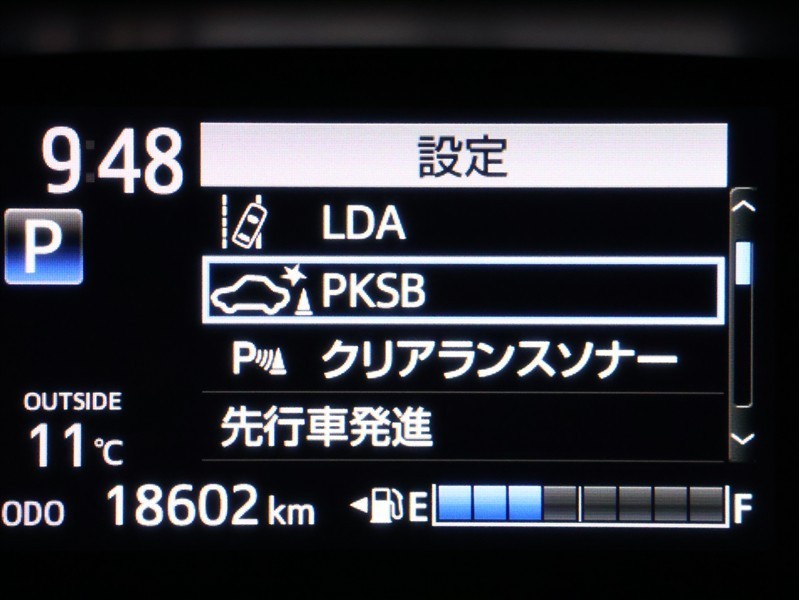 9:48
設定
P
LDA
PKSB
P クリアランスソナー
先行車発進
OUTSIDE
11℃
ODO 18602 km
E F